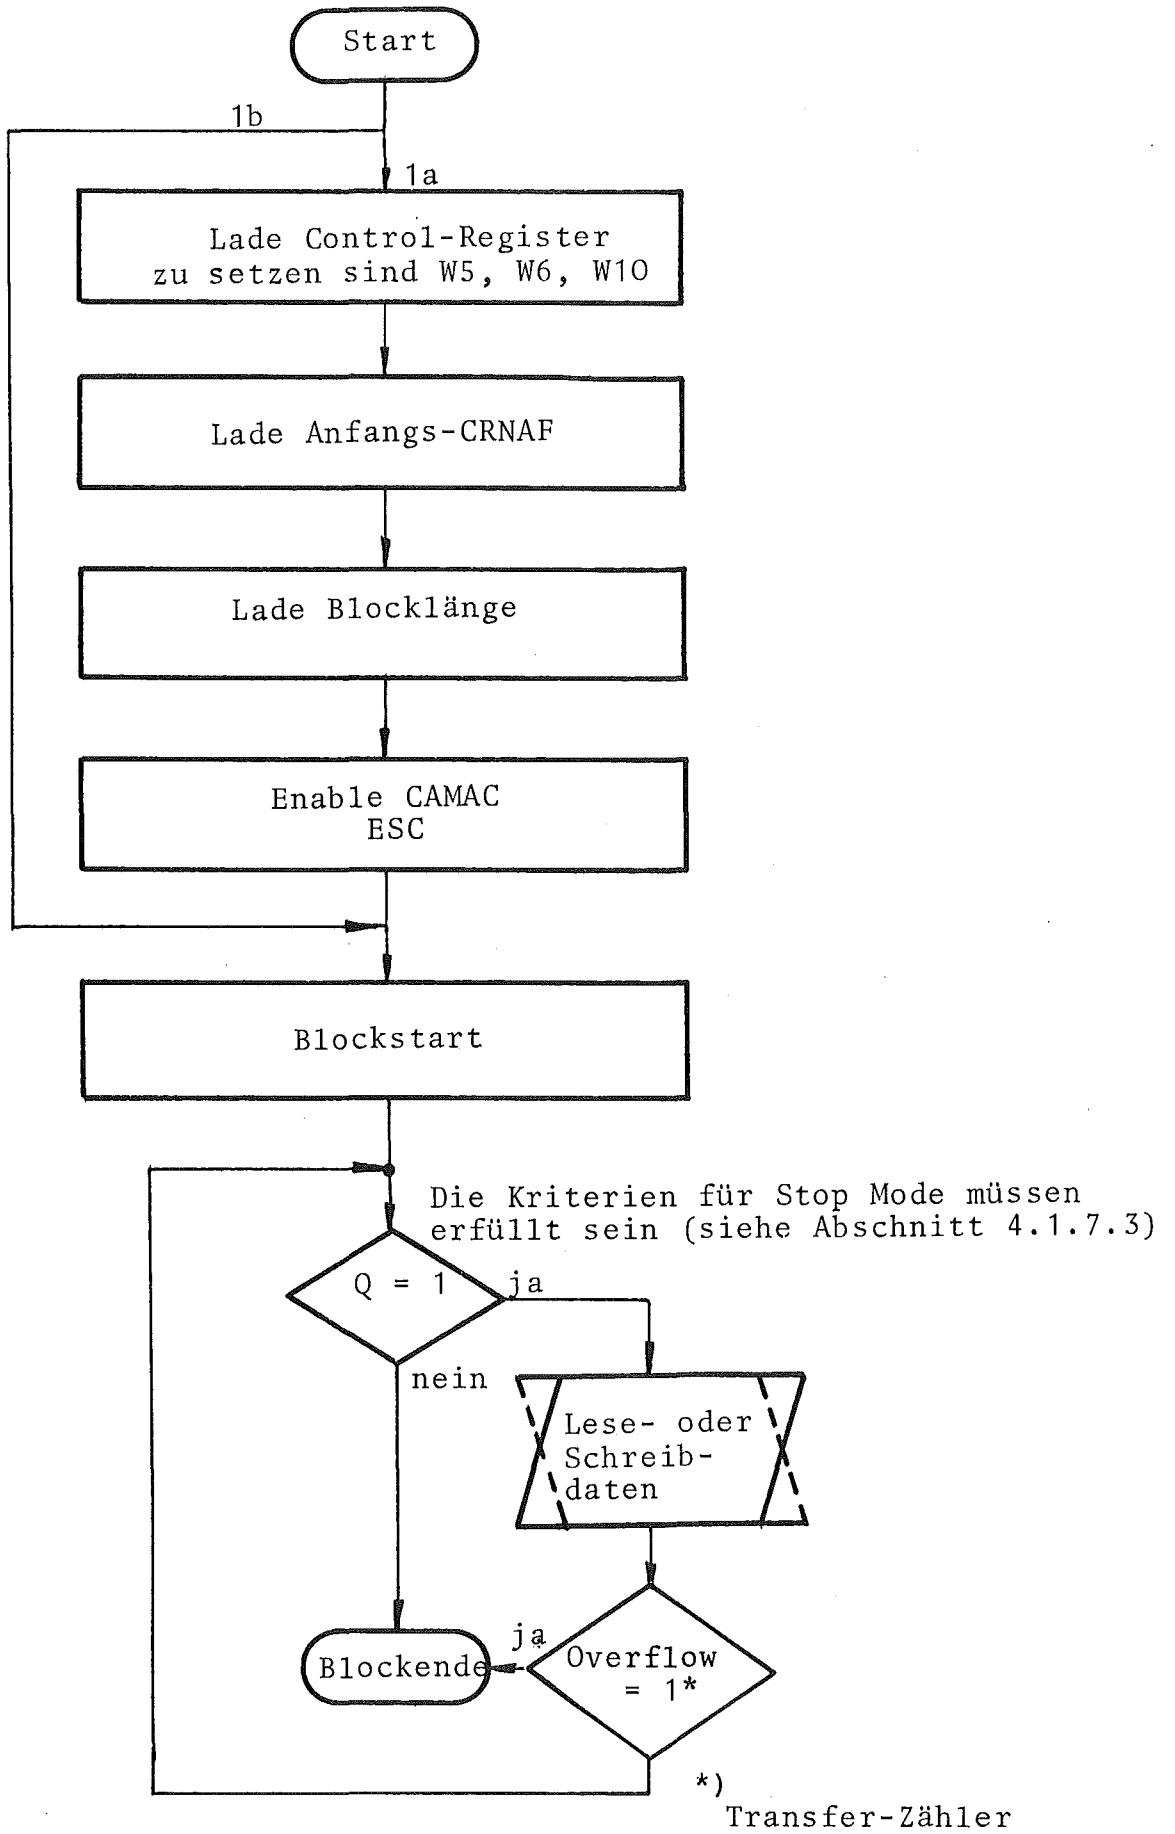 Start
1b
1a
Lade Control-Register
zu setzen sind W5, W6, W10
Lade Anfangs-CRNAF
Lade Blocklänge
Enable CAMAC
ESC
Blockstart
Die Kriterien für Stop Mode müssen
erfüllt sein (siehe Abschnitt 4.1.7.3)
Q = 1
ja
nein
Lese- oder
Schreib-
daten
ja
Blockende
Overflow
= 1*
*)
Transfer-Zähler